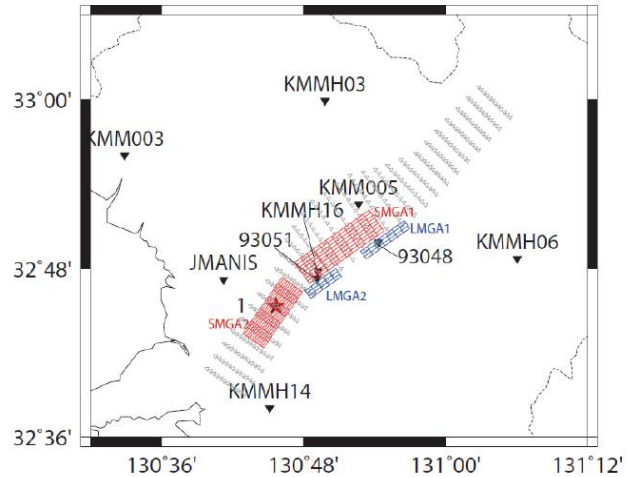 33°00'
KMMH03
KMM003
KMM005
SMGA1
KMMH16
LMGA1
93051
93048
KMMH06
32°48'
JMANIS
LMGA2
1
SMGA2
KMMH14
32°36'
130°36' 130°48' 131°00' 131°12'